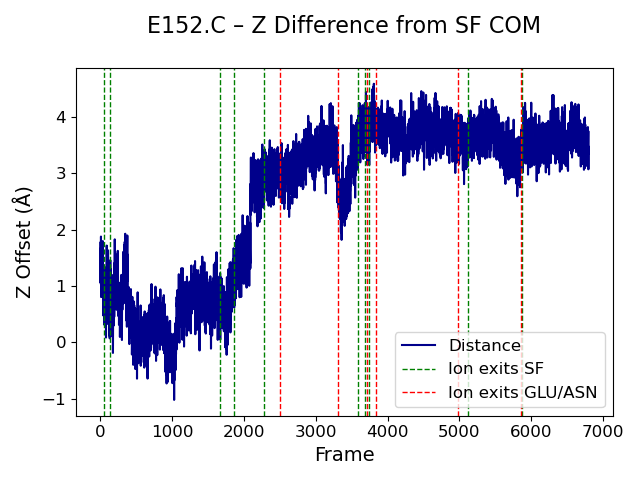 E152.C – Z Difference from SF COM
Z Offset (Å)
4
3
2
1
0
−1
Distance
Ion exits SF
Ion exits GLU/ASN
0 1000 2000 3000 4000 5000 6000 7000
Frame